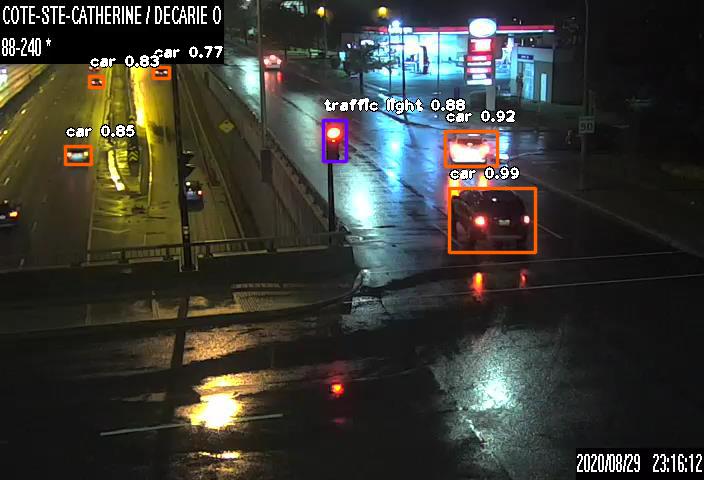 COTE-STE-CATHERINE / DECARIE O
88-240 *
car 0.83
car 0.77
traffic light 0.88
car 0.92
car 0.85
car 0.99
2020/08/29 23:16:12